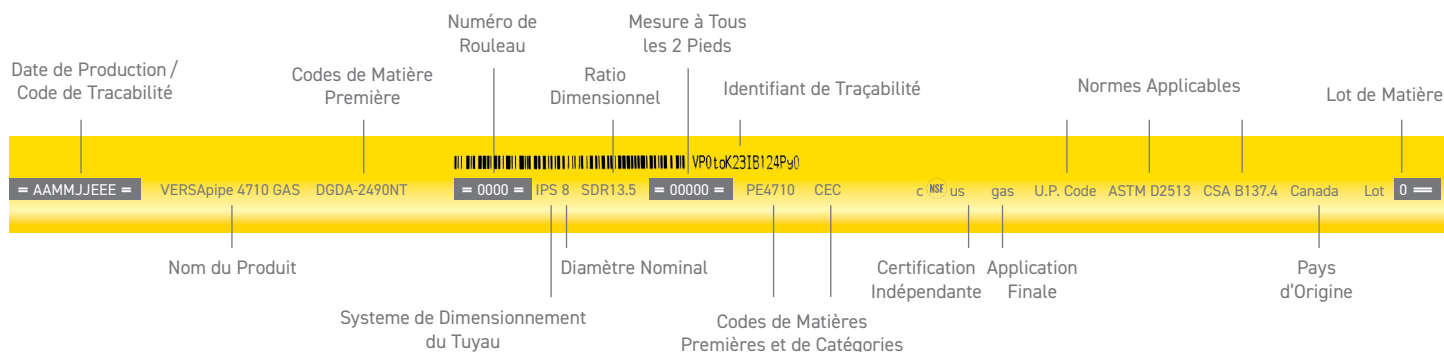 Numéro de
Rouleau
Mesure à Tous
les 2 Pieds
Date de Production /
Code de Tracabilité
Codes de Matière
Première
Ratio
Dimensionnel
Identifiant de Traçabilité
Normes Applicables
Lot de Matière
VP0toK23IB124Py0
= AAMMJJEEE = VERSApipe 4710 GAS DGDA-2490NT = 0000 = IPS 8 SDR13.5 = 00000 = PE4710 CEC c NSF us gas U.P. Code ASTM D2513 CSA B137.4 Canada Lot 0 ==
Nom du Produit
Diamètre Nominal
Certification
Indépendante
Application
Finale
Pays
d'Origine
Systeme de Dimensionnement
du Tuyau
Codes de Matières
Premières et de Catégories